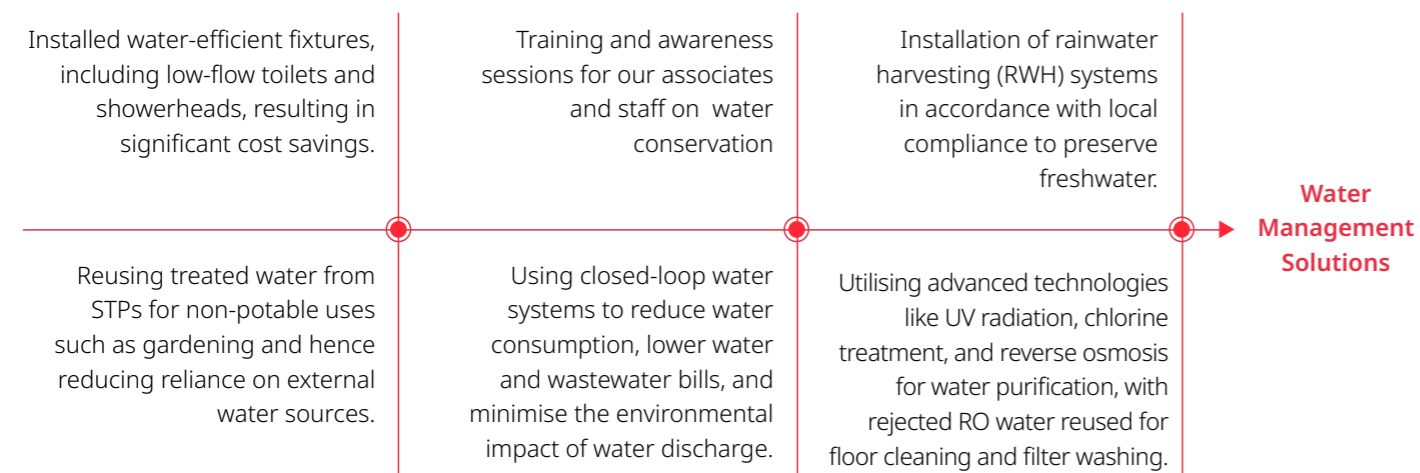 Installed water-efficient fixtures,
including low-flow toilets and
showerheads, resulting in
significant cost savings.
Training and awareness
sessions for our associates
and staff on water
conservation
Installation of rainwater
harvesting (RWH) systems
in accordance with local
compliance to preserve
freshwater.
Reusing treated water from
STPs for non-potable uses
such as gardening and hence
reducing reliance on external
water sources.
Using closed-loop water
systems to reduce water
consumption, lower water
and wastewater bills, and
minimise the environmental
impact of water discharge.
Utilising advanced technologies
like UV radiation, chlorine
treatment, and reverse osmosis
for water purification, with
rejected RO water reused for
floor cleaning and filter washing.
Water
Management
Solutions